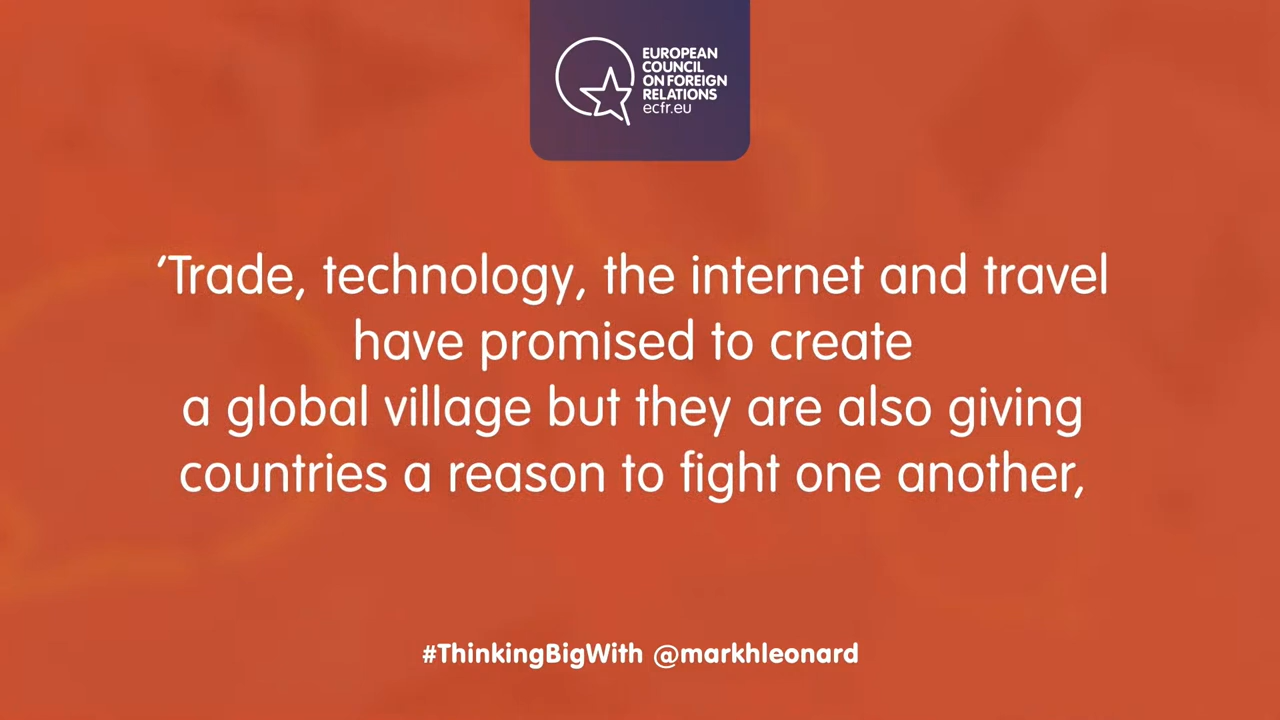 EUROPEAN
COUNCIL
ON FOREIGN
RELATIONS
ecfr.eu
‘Trade, technology, the internet and travel
have promised to create
a global village but they are also giving
countries a reason to fight one another,
#ThinkingBigWith @markhleonard